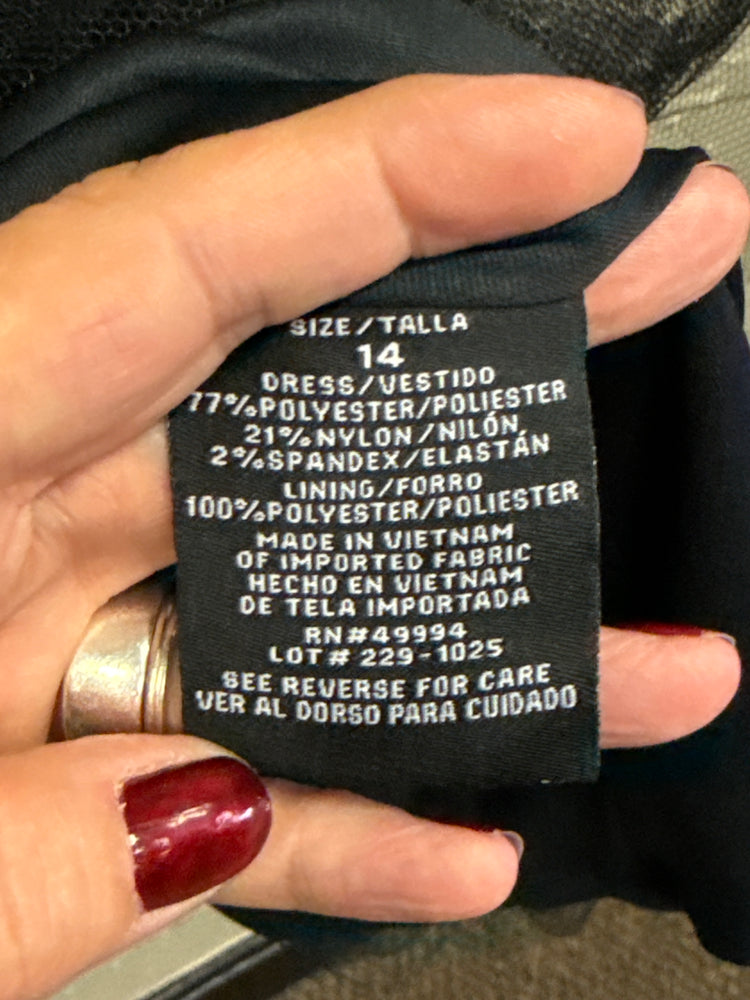 SIZE/TALLA
14
DRESS/VESTIDO
77%POLYESTER/POLIESTER
21%NYLON/NILÓN
2%SPANDEX/ELASTÁN
LINING/FORRO
100%POLYESTER/POLIESTER
MADE IN VIETNAM
OF IMPORTED FABRIC
HECHO EN VIETNAM
DE TELA IMPORTADA
RN#49994
LOT# 229-1025
SEE REVERSE FOR CARE
VER AL DORSO PARA CUIDADO